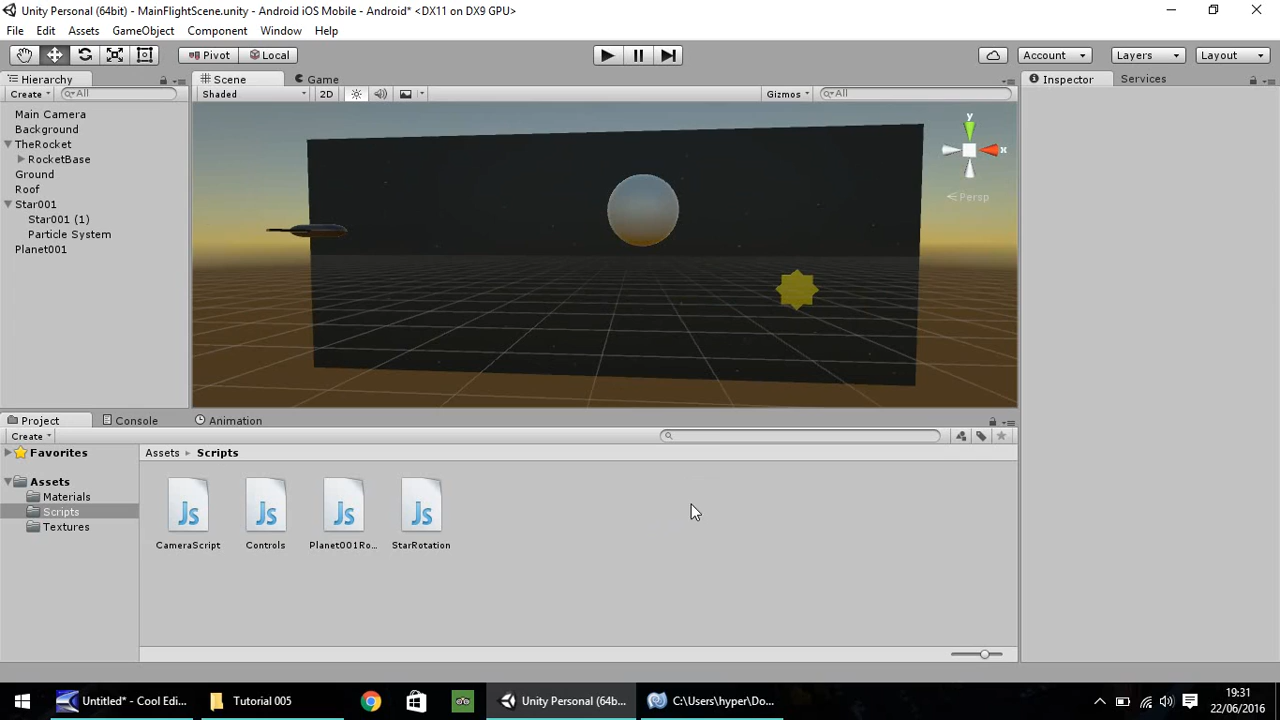 Unity Personal (64bit) - MainFlightScene.unity - Android iOS Mobile - Android* <DX11 on DX9 GPU>
File Edit Assets GameObject Component Window Help
Pivot Local Account Layers Layout
Hierarchy Scene Game Inspector Services
Create All Shaded 2D Gizmos All
Main Camera
Background
TheRocket
RocketBase
Ground
Roof
Star001
Star001 (1)
Particle System
Planet001
y
x
Persp
Project Console Animation
Create
Favorites Assets Scripts
Assets
Materials
Scripts
Textures
Js Js Js Js
CameraScript Controls Planet001Ro... StarRotation
Untitled* - Cool Edi... Tutorial 005 Unity Personal (64b... C:\Users\hyper\Do...
19:31
22/06/2016